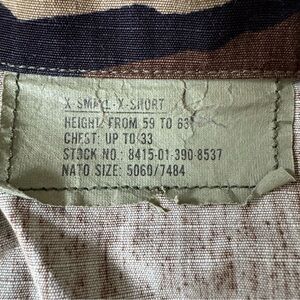 X-SMALL-X-SHORT
HEIGHT: FROM 59 TO 63
CHEST: UP TO 33
STOCK NO.: 8415-01-390-8537
NATO SIZE: 5060/7484